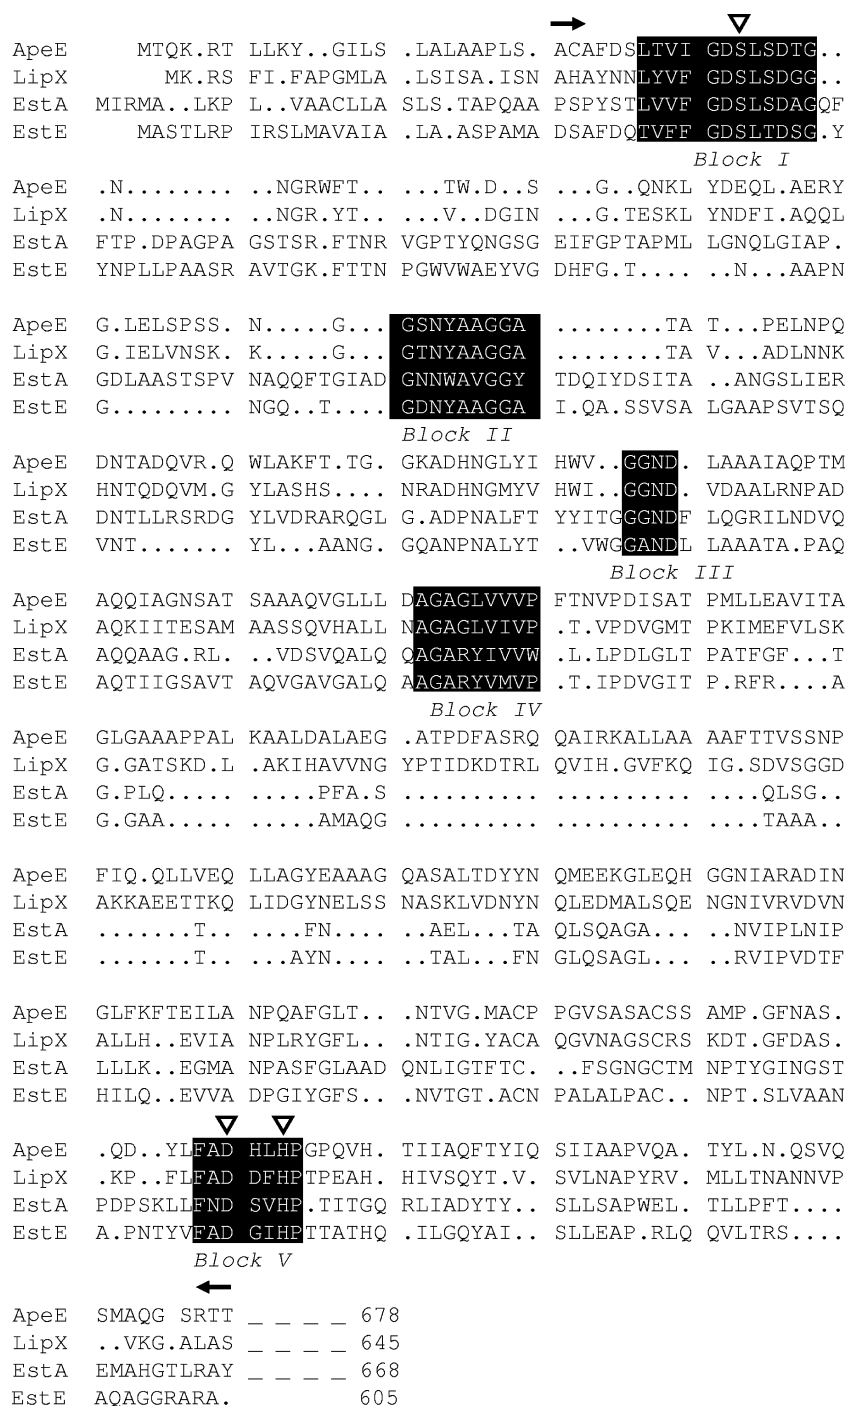 ApeE MTQK.RT LLKY..GILS .LALAAPLS. ACAFDSLTVI GDSLSDTG..
LipX MK.RS FI.FAPGMLA .LSISA.ISN AHAYNNLYVF GDSLSDGG..
EstA MIRMA..LKP L..VAACLLA SLS.TAPQAA PSPYSTLVVF GDSLSDAGQF
EstE MASTLRP IRSLMAVAIA .LA.ASPAMA DSAFDQTVFF GDSLTDSG.Y
Block I
ApeE .N........ ..NGRWFT.. ..TW.D..S. ..G..QNKL YDEQL.AERY
LipX .N........ ..NGR.YT.. ..V..DGIN. ..G.TESKLYNDFI.AQQL
EstA FTP.DPAGPA GSTSR.FTNR VGPTYQNGSG EIFGPTAPML LGNQLGIAP.
EstE YNPLLPAASR AVTGK.FTTN PGWVWAEYVG DHFG.T.... ..N...AAPN
ApeE G.LELSPSS. N.....G... GSNYAAGGA .........TA T...PELNPQ
LipX G.IELVNSK. K.....G... GTNYAAGGA .........TA V...ADLNNK
EstA GDLAASTSPV NAQQFTGIAD GNNWAVGGY TDQIYDSITA ..ANGSLIER
EstE G......... NGQ..T.... GDNYAAGGA I.QA.SSVSA LGAAPSVTSQ
Block II
ApeE DNTADQVR.Q WLAKFT.TG. GKADHNGLYI HWV..GGND. LAAAIAQPTM
LipX HNTQDQVM.G YLASHS.... NRADHNGMYV HWI..GGND. VDAALRNPAD
EstA DNTLLRSRDG YLVDRARQGL G.ADPNALFT YYITGGGNDF LQGRILNDVQ
EstE VNT....... YL...AANG. GQANPNALYT .VWGGANDL LAAATA.PAQ
Block III
ApeE AQQIAGNSAT SAAAQVGLLL DAGAGLVVVP FTNVPDISAT PMLLEAVITA
LipX AQKIITESAM AASSQVHALL NAGAGLVIVP .T.VPDVGMT PKIMEFVLSK
EstA AQQAAG.RL. .VDSVQALQ QAGARYIVVW L.LPDLGLT PATFGF...T
EstE AQTIIGSAVT AQVGAVGALQ AAGARYVMVP .T.IPDVGIT P.RFR....A
Block IV
ApeE GLGAAAPPAL KAALDALAEG .ATPDFASRQ QAIRKALLAA AAFTTVSSNP
LipX G.GATSKD.L .AKIHAVVNG YPTIDKDTRL QVIH.GVFKQ IG.SDVSGGD
EstA G.PLQ..... ....PFA.S .......... .......... ....QLSG..
EstE G.GAA..... ....AMAQG .......... .......... ....TAAA..
ApeE FIQ.QLLVEQ LLAGYEAAAG QASALTDYYN QMEEKGLEQH GGNIARADIN
LipX AKKAEETTKQ LIDGYNELSS NASKLVDNYN QLEDMALSQE NGNIVRVDVN
EstA .......T.. ...FN..... ..AEL..TA QLSQAGA... .NVIPLNIP
EstE .......T.. ..AYN..... ..TAL...FN GLQSAGL... .RVIPVDTF
ApeE GLFKFTEILA NPQAFGLT.. .NTVG.MACP PGVSASACSS AMP.GFNAS.
LipX ALLH..EVIA NPLRYGFL.. .NTIG.YACA QGVNAGSCRS KDT.GFDAS.
EstA LLLK..EGMA NPASFGLAAD QNLIGTFTC. ..FSGNGCTM NPTYGINGST
EstE HILQ..EVVA DPGIYGFS.. .NVTGT.ACN PALALPAC.. NPT.SLVAAN
ApeE .QD..YLFAD HLHPGPQVH. TIIAQFTYIQ SIIAAPVQA. TYL.N.QSVQ
LipX .KP..FLFAD DFHPTPEAH. HIVSQYT.V. SVLNAPYRV. MLLTNANNVP
EstA PDPSKLLFND SVHP.TITGQ RLIADYTY.. SLLSAPWEL. TLLPFT....
EstE A.PNTYVFAD GIHPTTATHQ .ILGQYAI.. SLLEAP.RLQ QVLTRS....
Block V
ApeE SMAQG SRTT _ _ _ _ 678
LipX ..VKG.ALAS _ _ _ _ 645
EstA EMAHGTLRAY _ _ _ _ 668
EstE AQAGGRARA. 605